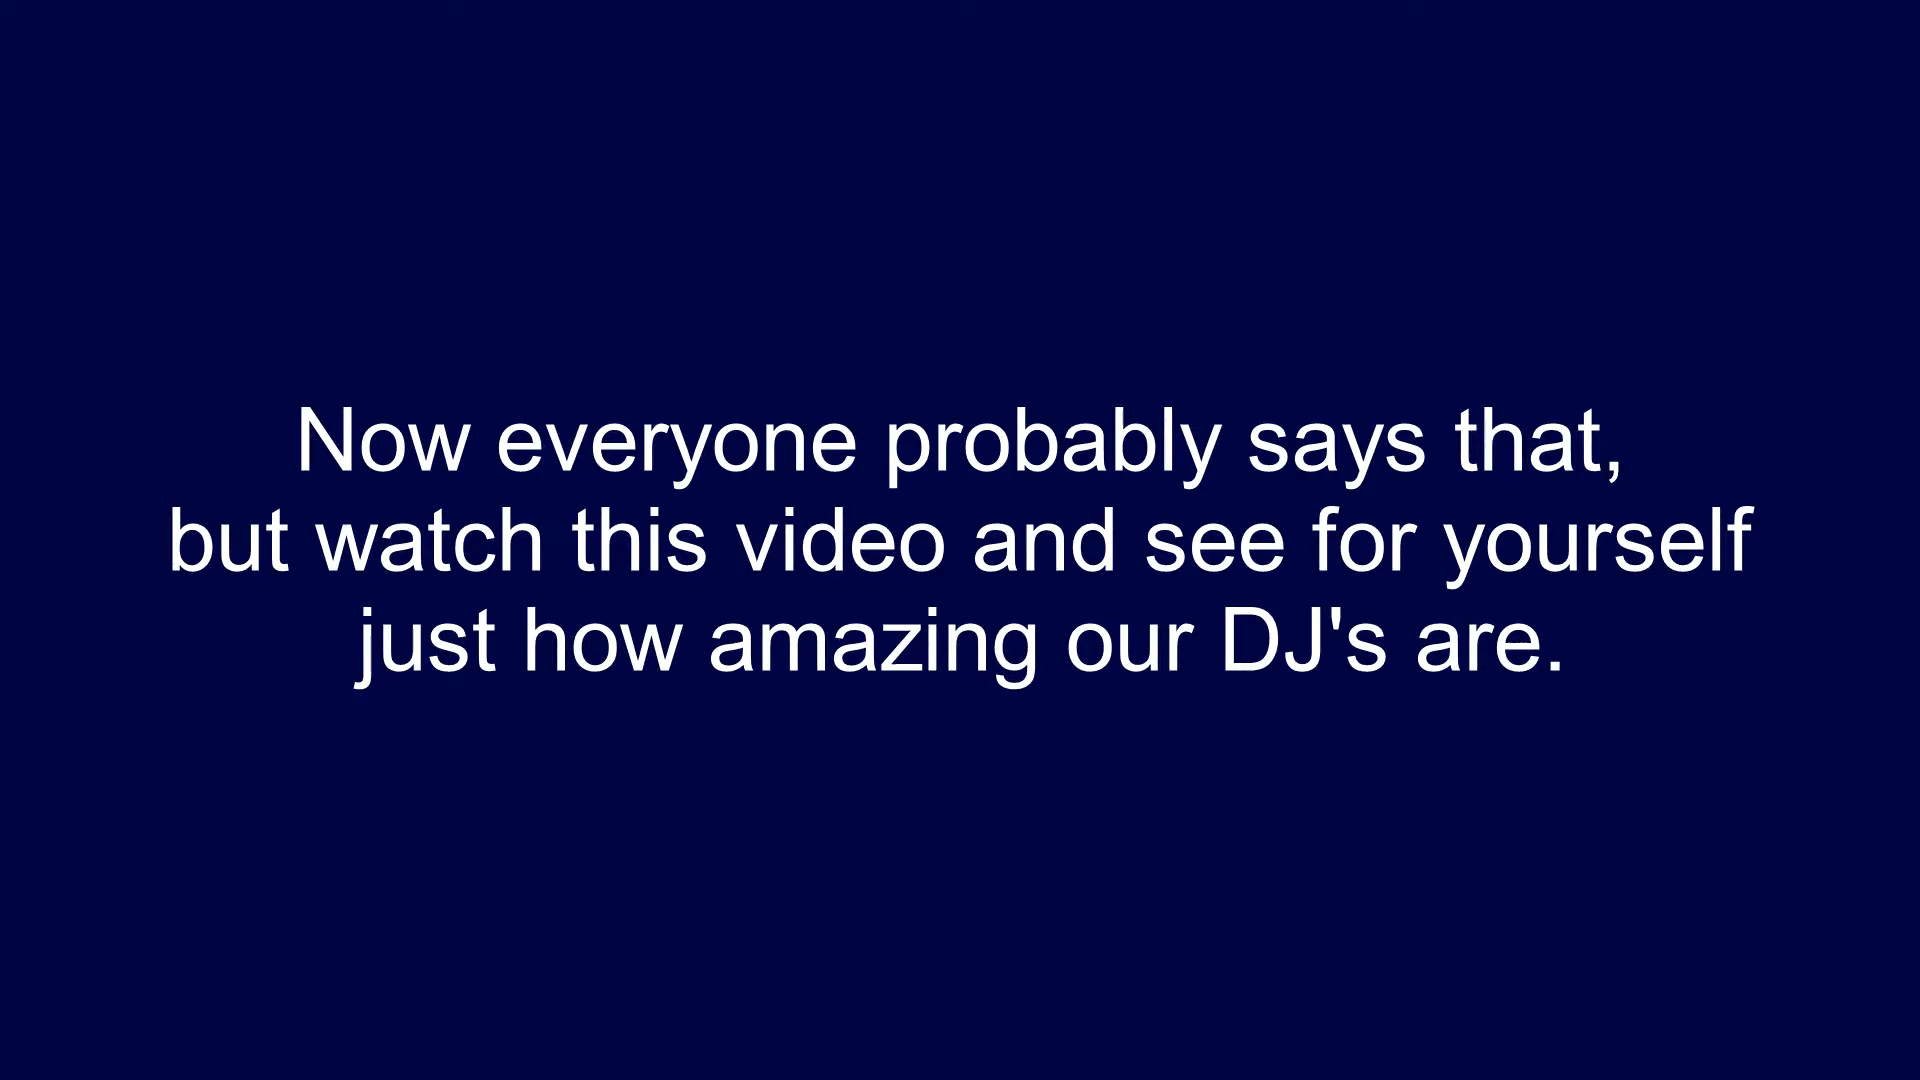 Now everyone probably says that,
but watch this video and see for yourself
just how amazing our DJ's are.